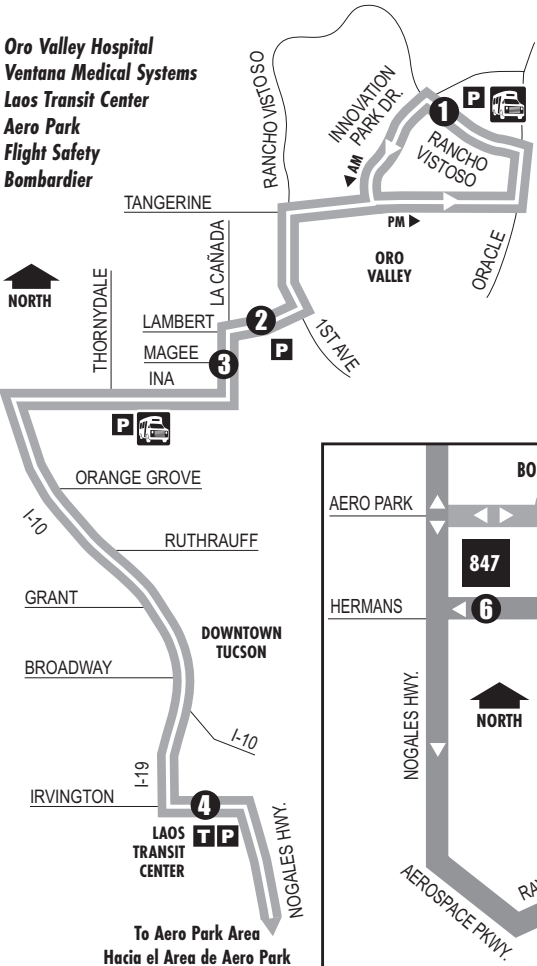 Oro Valley Hospital
Ventana Medical Systems
Laos Transit Center
Aero Park
Flight Safety
Bombardier
RANCHO VISTOSO
INNOVATION
PARK DR.
1
P
RANCHO
VISTOSO
AM
TANGERINE
PM
ORO
VALLEY
ORACLE
NORTH
THORNYDALE
LA CAÑADA
LAMBERT
2
P
1ST AVE
MAGEE
3
INA
P
ORANGE GROVE
I-10
RUTHRAUFF
GRANT
DOWNTOWN
TUCSON
BROADWAY
I-10
I-19
IRVINGTON
4
LAOS
TRANSIT
CENTER
T P
NOGALES HWY.
To Aero Park Area
Hacia el Area de Aero Park
BO
AERO PARK
847
HERMANS
6
NOGALES HWY.
NORTH
AEROSPACE PKWY.